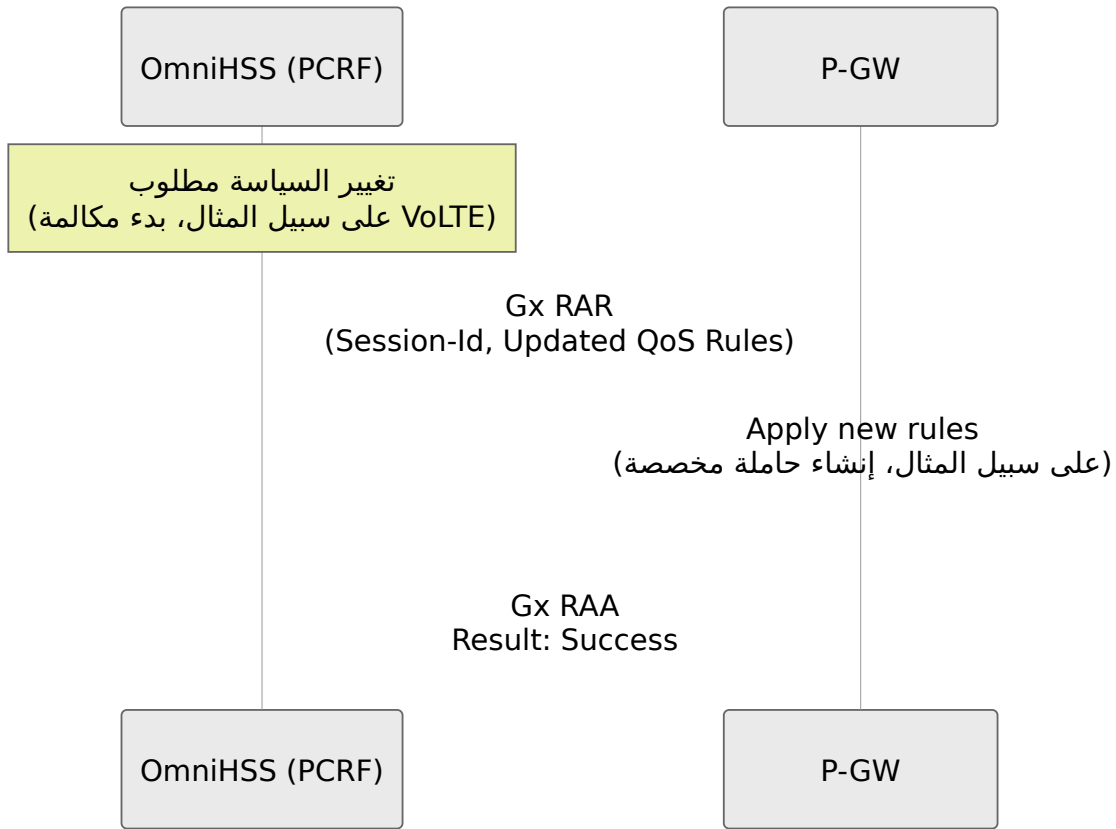 OmniHSS (PCRF)
P-GW
تغيير السياسة مطلوب
(على سبيل المثال، بدء مكالمة VoLTE)
Gx RAR
(Session-Id, Updated QoS Rules)
Apply new rules
(على سبيل المثال، إنشاء حاملة مخصصة)
Gx RAA
Result: Success
OmniHSS (PCRF)
P-GW